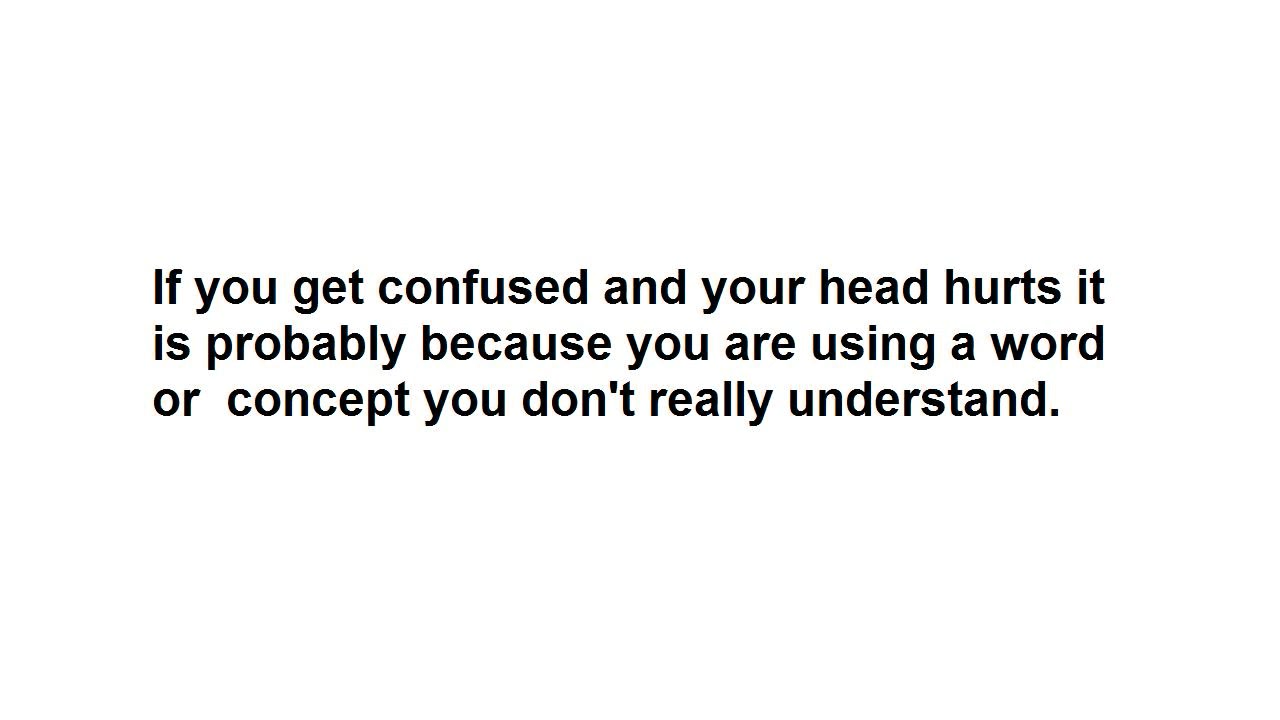 If you get confused and your head hurts it
is probably because you are using a word
or  concept you don't really understand.